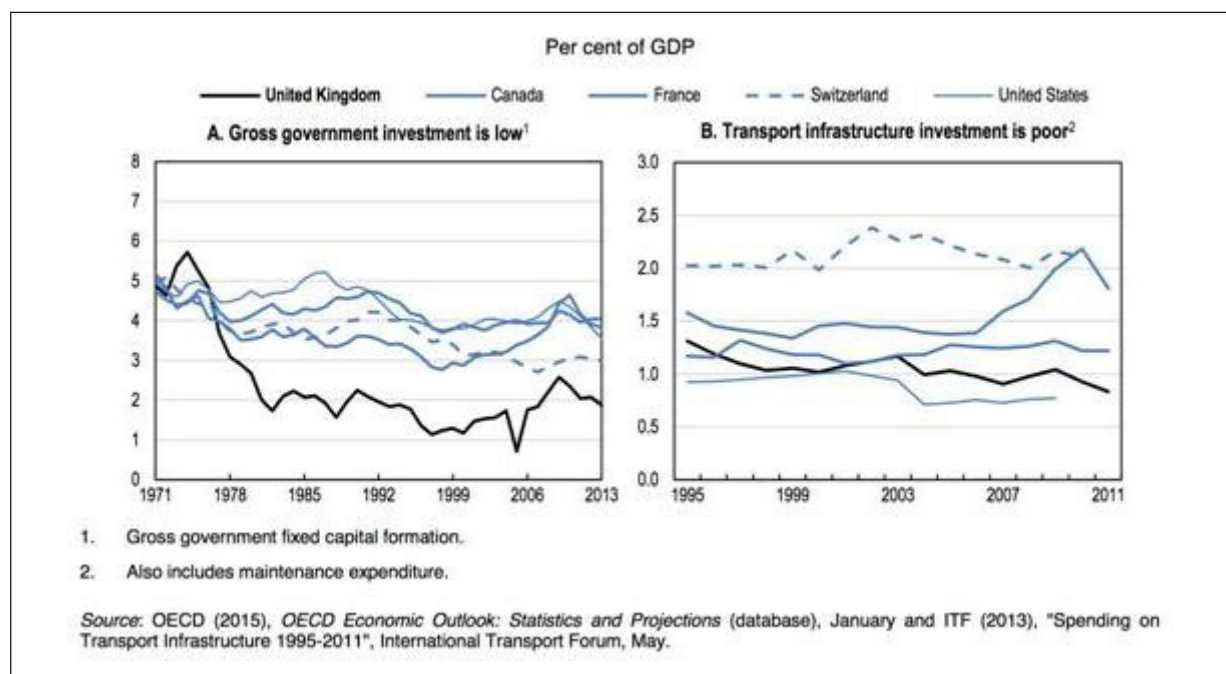 Per cent of GDP
United Kingdom Canada France Switzerland United States
A. Gross government investment is low1
B. Transport infrastructure investment is poor2
8
7
6
5
4
3
2
1
0
1971 1978 1985 1992 1999 2006 2013
3.0
2.5
2.0
1.5
1.0
0.5
0.0
1995 1999 2003 2007 2011
1. Gross government fixed capital formation.
2. Also includes maintenance expenditure.
Source: OECD (2015), OECD Economic Outlook: Statistics and Projections (database), January and ITF (2013), "Spending on
Transport Infrastructure 1995-2011", International Transport Forum, May.